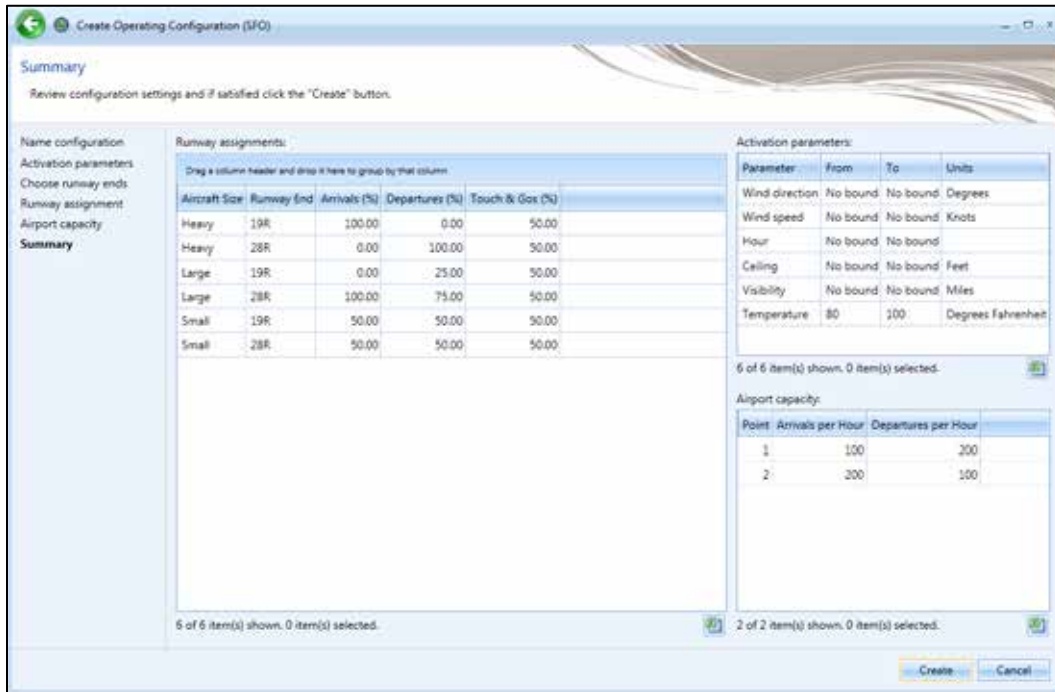 Create Operating Configuration (SFO)
Summary
Review configuration settings and if satisfied click the "Create" button.
Name configuration
Activation parameters
Choose runway ends
Runway assignment
Airport capacity
Summary
Runway assignments:
Drag a column header and drop it here to group by that column
Aircraft Size Runway End Arrivals (%) Departures (%) Touch & Gos (%)
Heavy 19R 100.00 0.00 50.00
Heavy 28R 0.00 100.00 50.00
Large 19R 0.00 25.00 50.00
Large 28R 100.00 75.00 50.00
Small 19R 50.00 50.00 50.00
Small 28R 50.00 50.00 50.00
6 of 6 item(s) shown. 0 item(s) selected.
Activation parameters:
Parameter From To Units
Wind direction No bound No bound Degrees
Wind speed No bound No bound Knots
Hour No bound No bound
Ceiling No bound No bound Feet
Visibility No bound No bound Miles
Temperature 80 100 Degrees Fahrenheit
6 of 6 item(s) shown. 0 item(s) selected.
Airport capacity:
Point Arrivals per Hour Departures per Hour
1 100 200
2 200 100
2 of 2 item(s) shown. 0 item(s) selected.
Create Cancel